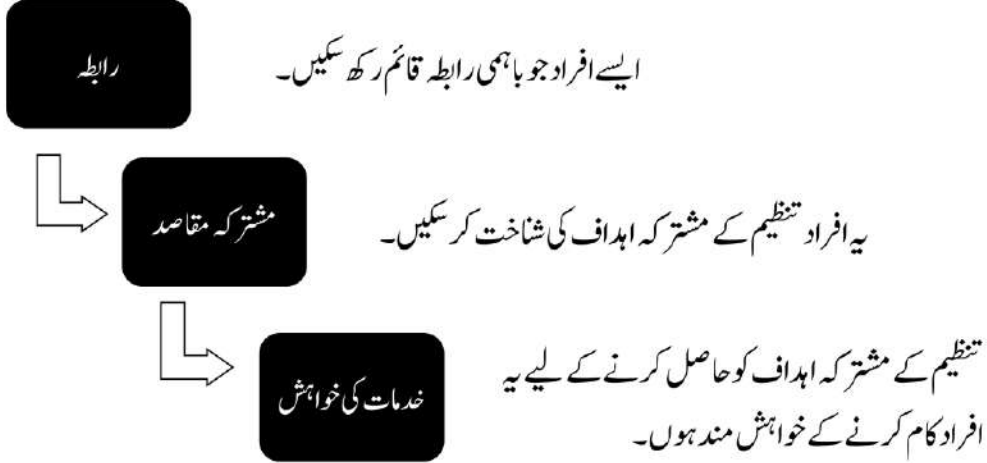 رابطہ
ایسے افراد جو باہمی رابطہ قائم رکھ سکیں۔
مشترکہ مقاصد
یہ افراد تنظیم کے مشترکہ اہداف کی شناخت کر سکیں۔
خدمات کی خواہش
تنظیم کے مشترکہ اہداف کو حاصل کرنے کے لیے یہ
افراد کام کرنے کے خواہش مند ہوں۔